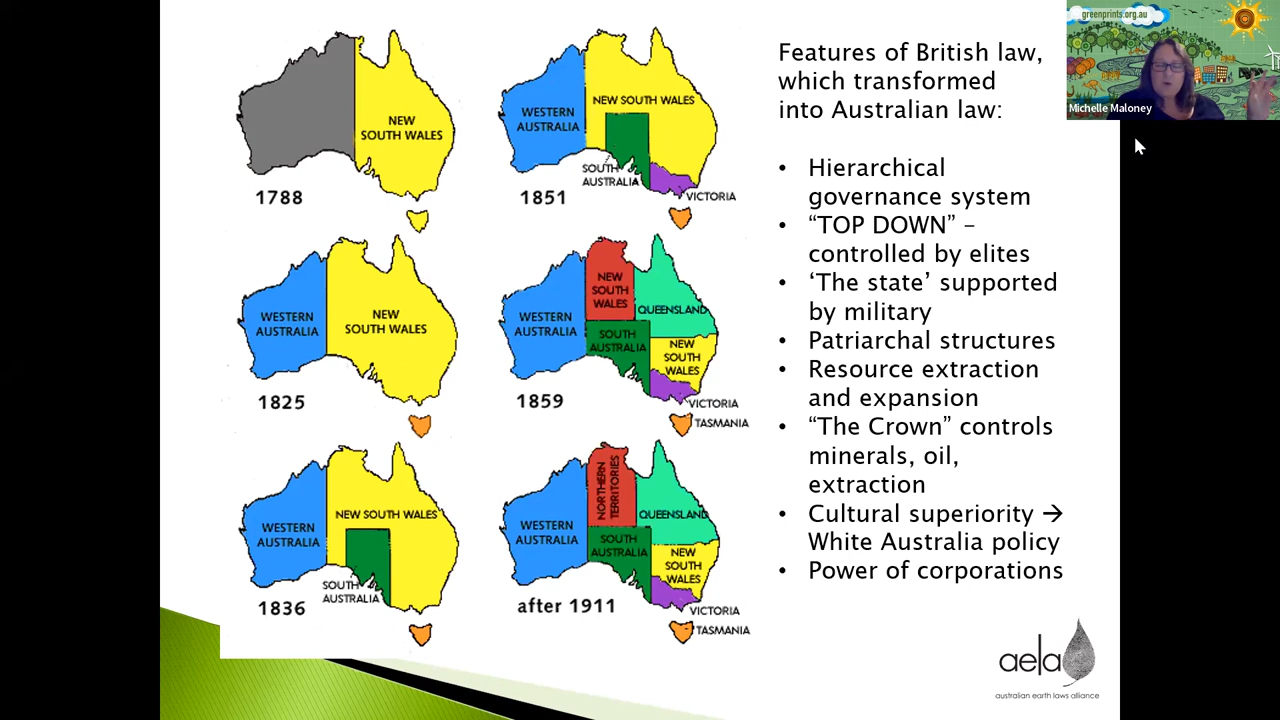 NEW
SOUTH WALES
1788
WESTERN
AUSTRALIA
NEW SOUTH WALES
SOUTH
AUSTRALIA
VICTORIA
1851
WESTERN
AUSTRALIA
NEW
SOUTH WALES
1825
WESTERN
AUSTRALIA
NEW
SOUTH
WALES
QUEENSLAND
SOUTH
AUSTRALIA
NEW
SOUTH
WALES
VICTORIA
TASMANIA
1859
WESTERN
AUSTRALIA
NEW SOUTH WALES
SOUTH
AUSTRALIA
1836
WESTERN
AUSTRALIA
NORTHERN
TERRITORIES
QUEENSLAND
SOUTH
AUSTRALIA
NEW
SOUTH
WALES
VICTORIA
TASMANIA
after 1911
Features of British law,
which transformed
into Australian law:
• Hierarchical
governance system
• “TOP DOWN” –
controlled by elites
• ‘The state’ supported
by military
• Patriarchal structures
• Resource extraction
and expansion
• “The Crown” controls
minerals, oil,
extraction
• Cultural superiority →
White Australia policy
• Power of corporations
aela
australian earth laws alliance
greenprints.org.au
Michelle Maloney